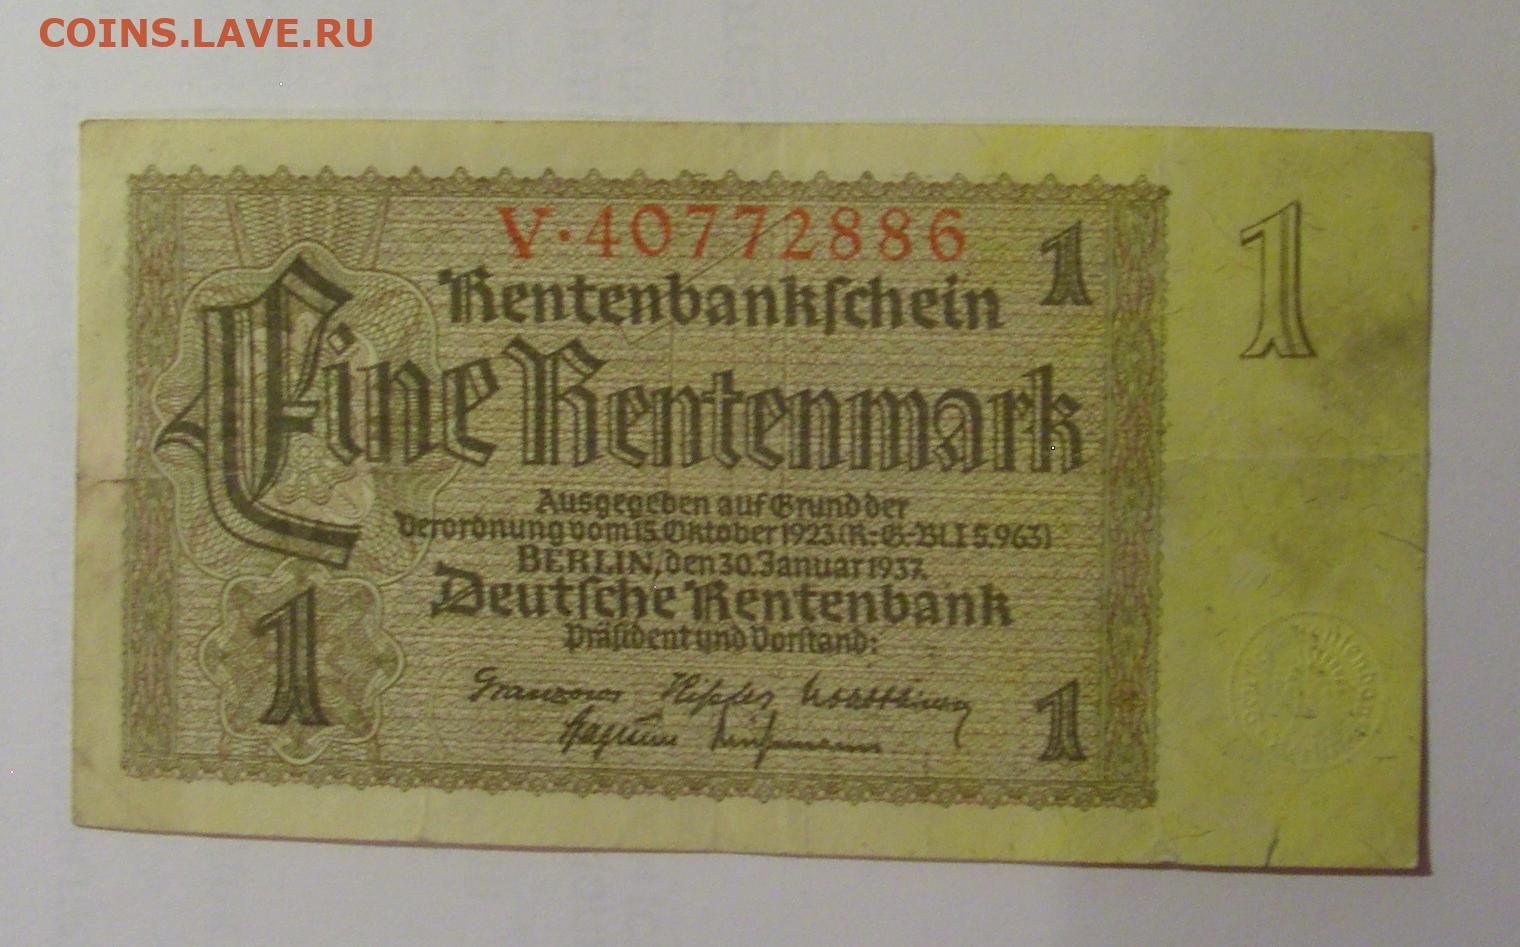 COINS.LAVE.RU
V·40772886
Rentenbankſchein
1
1
Eine Rentenmark
Ausgegeben auf Grund der
Verordnung vom 15. Oktober 1923 (R.-G.-Bl. I S. 963)
BERLIN, den 30. Januar 1937.
Deutſche Rentenbank
Präſident und Vorſtand:
1
1